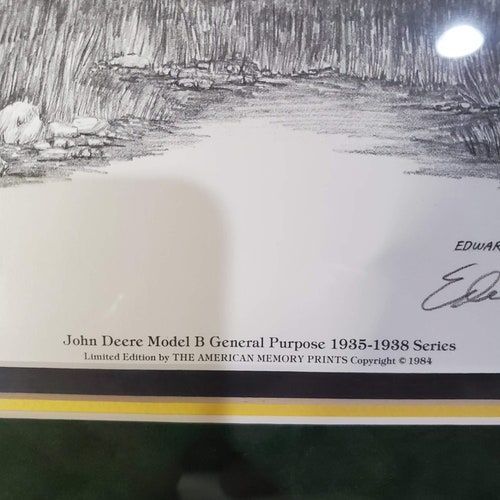 EDWAR
John Deere Model B General Purpose 1935-1938 Series
Limited Edition by THE AMERICAN MEMORY PRINTS Copyright © 1984